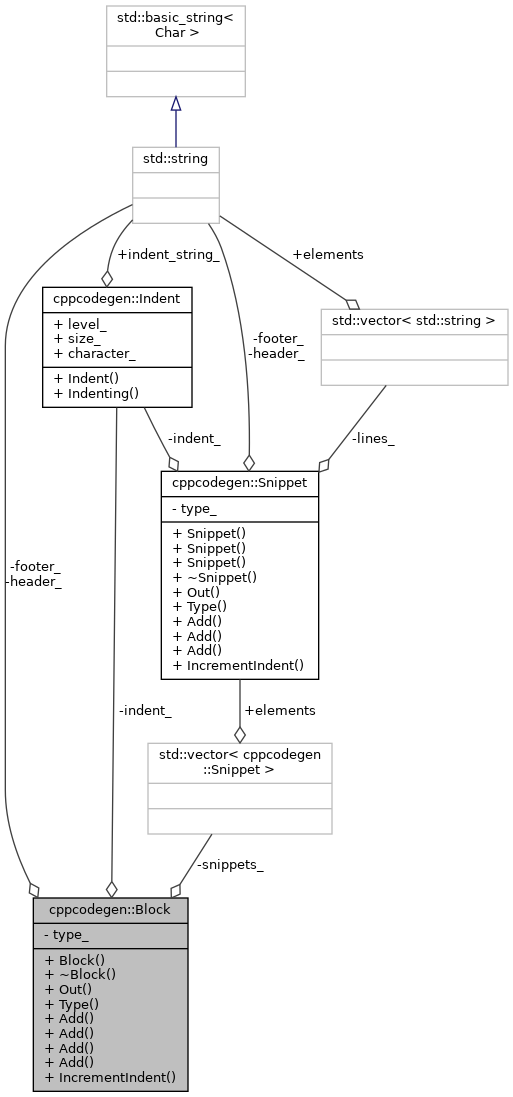 std::basic_string<
Char >
std::string
+indent_string_
+elements
cppcodegen::Indent
+ level_
+ size_
+ character_
+ Indent()
+ Indenting()
std::vector< std::string >
-footer_
-header_
-indent_
-lines_
cppcodegen::Snippet
- type_
+ Snippet()
+ Snippet()
+ Snippet()
+ ~Snippet()
+ Out()
+ Type()
+ Add()
+ Add()
+ Add()
+ IncrementIndent()
-footer_
-header_
-indent_
+elements
std::vector< cppcodegen
::Snippet >
-snippets_
cppcodegen::Block
- type_
+ Block()
+ ~Block()
+ Out()
+ Type()
+ Add()
+ Add()
+ Add()
+ Add()
+ IncrementIndent()